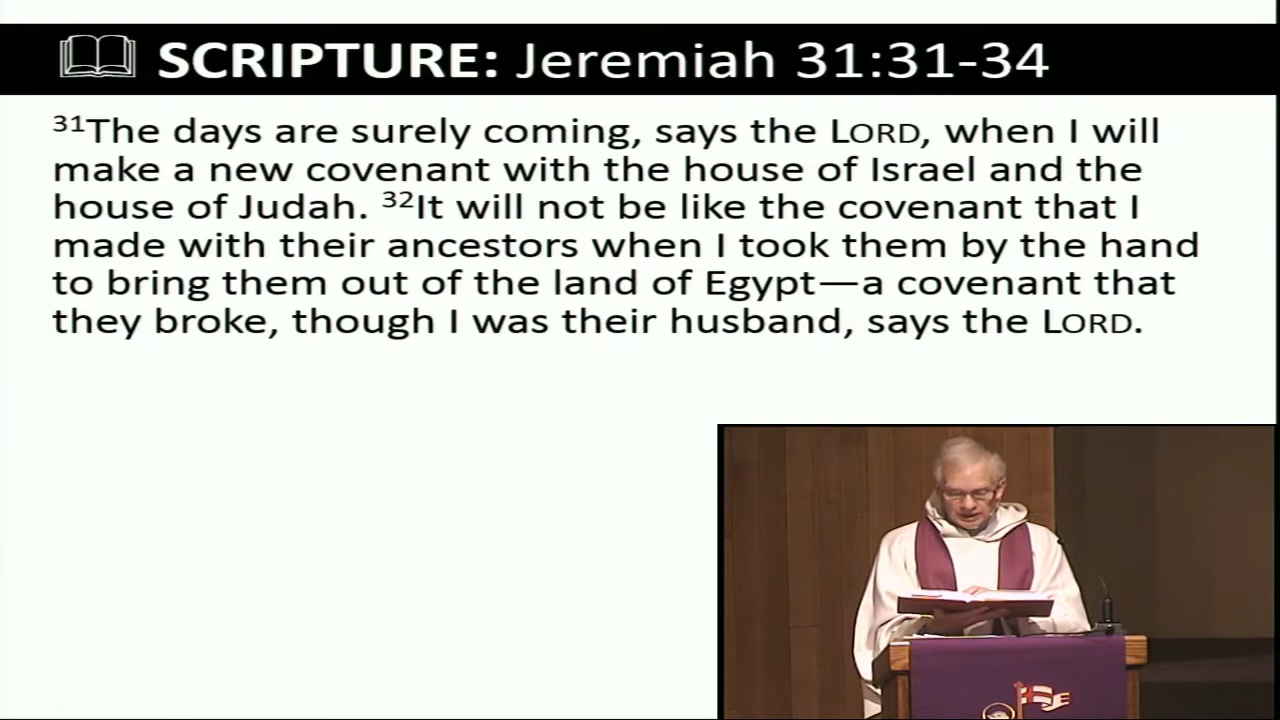 SCRIPTURE: Jeremiah 31:31-34
³¹The days are surely coming, says the LORD, when I will
make a new covenant with the house of Israel and the
house of Judah. ³²It will not be like the covenant that I
made with their ancestors when I took them by the hand
to bring them out of the land of Egypt—a covenant that
they broke, though I was their husband, says the LORD.